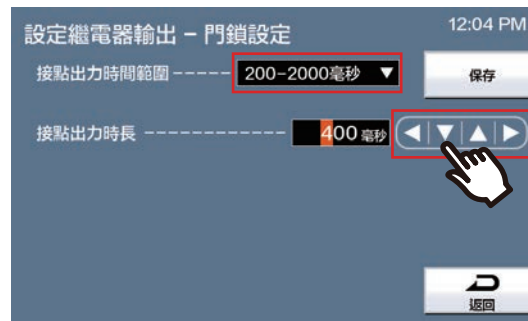 設定繼電器輸出 – 門鎖設定
12:04 PM
接點出力時間範圍 ----- 200-2000毫秒 ▼
保存
接點出力時長 ------------ 400 毫秒 ◀ ▼ ▲ ▶
返回